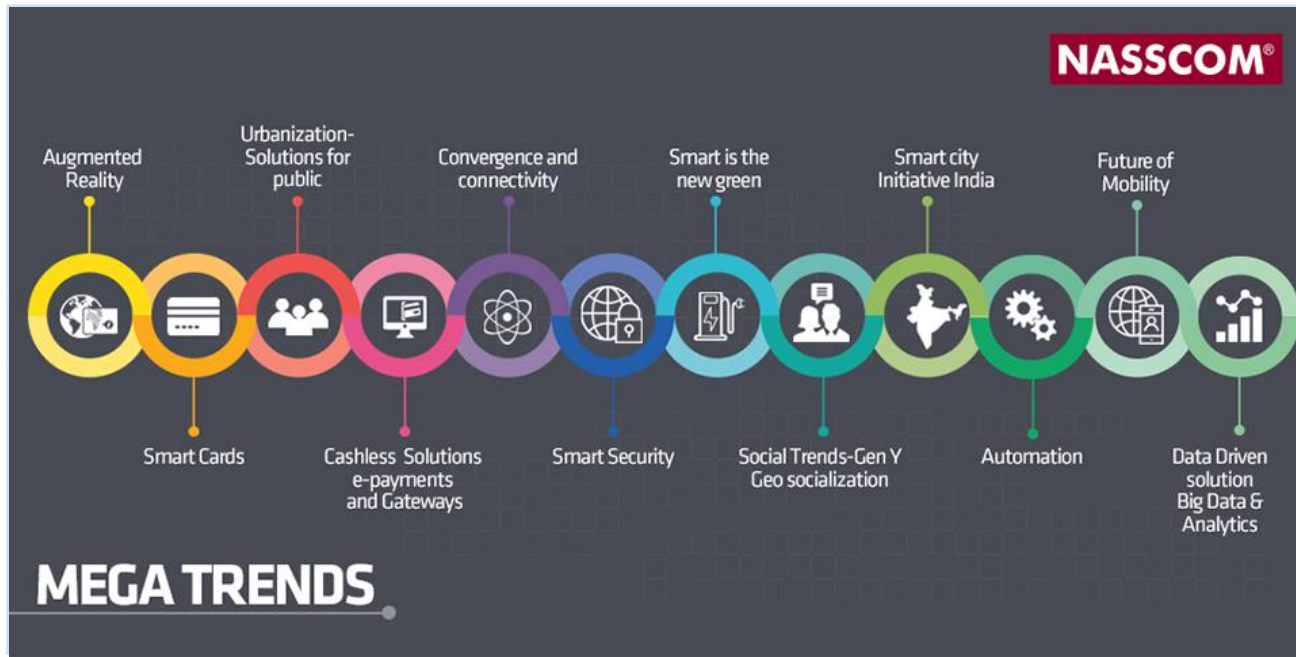 NASSCOM®
Augmented
Reality
Urbanization-
Solutions for
public
Convergence and
connectivity
Smart is the
new green
Smart city
Initiative India
Future of
Mobility
Smart Cards
Cashless Solutions
e-payments
and Gateways
Smart Security
Social Trends-Gen Y
Geo socialization
Automation
Data Driven
solution
Big Data &
Analytics
MEGA TRENDS